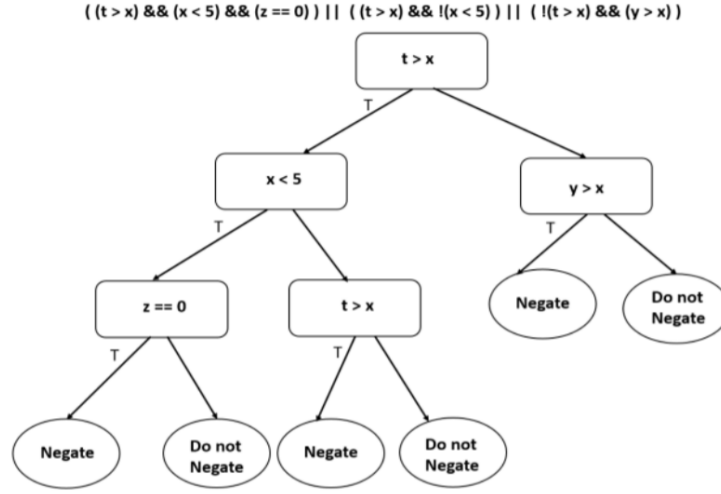 ( (t > x) && (x < 5) && (z == 0) ) || ( (t > x) && !(x < 5) ) || ( !(t > x) && (y > x) )
t > x
T
x < 5
y > x
T
T
z == 0
t > x
Negate
Do not
Negate
T
T
Negate
Do not
Negate
Negate
Do not
Negate